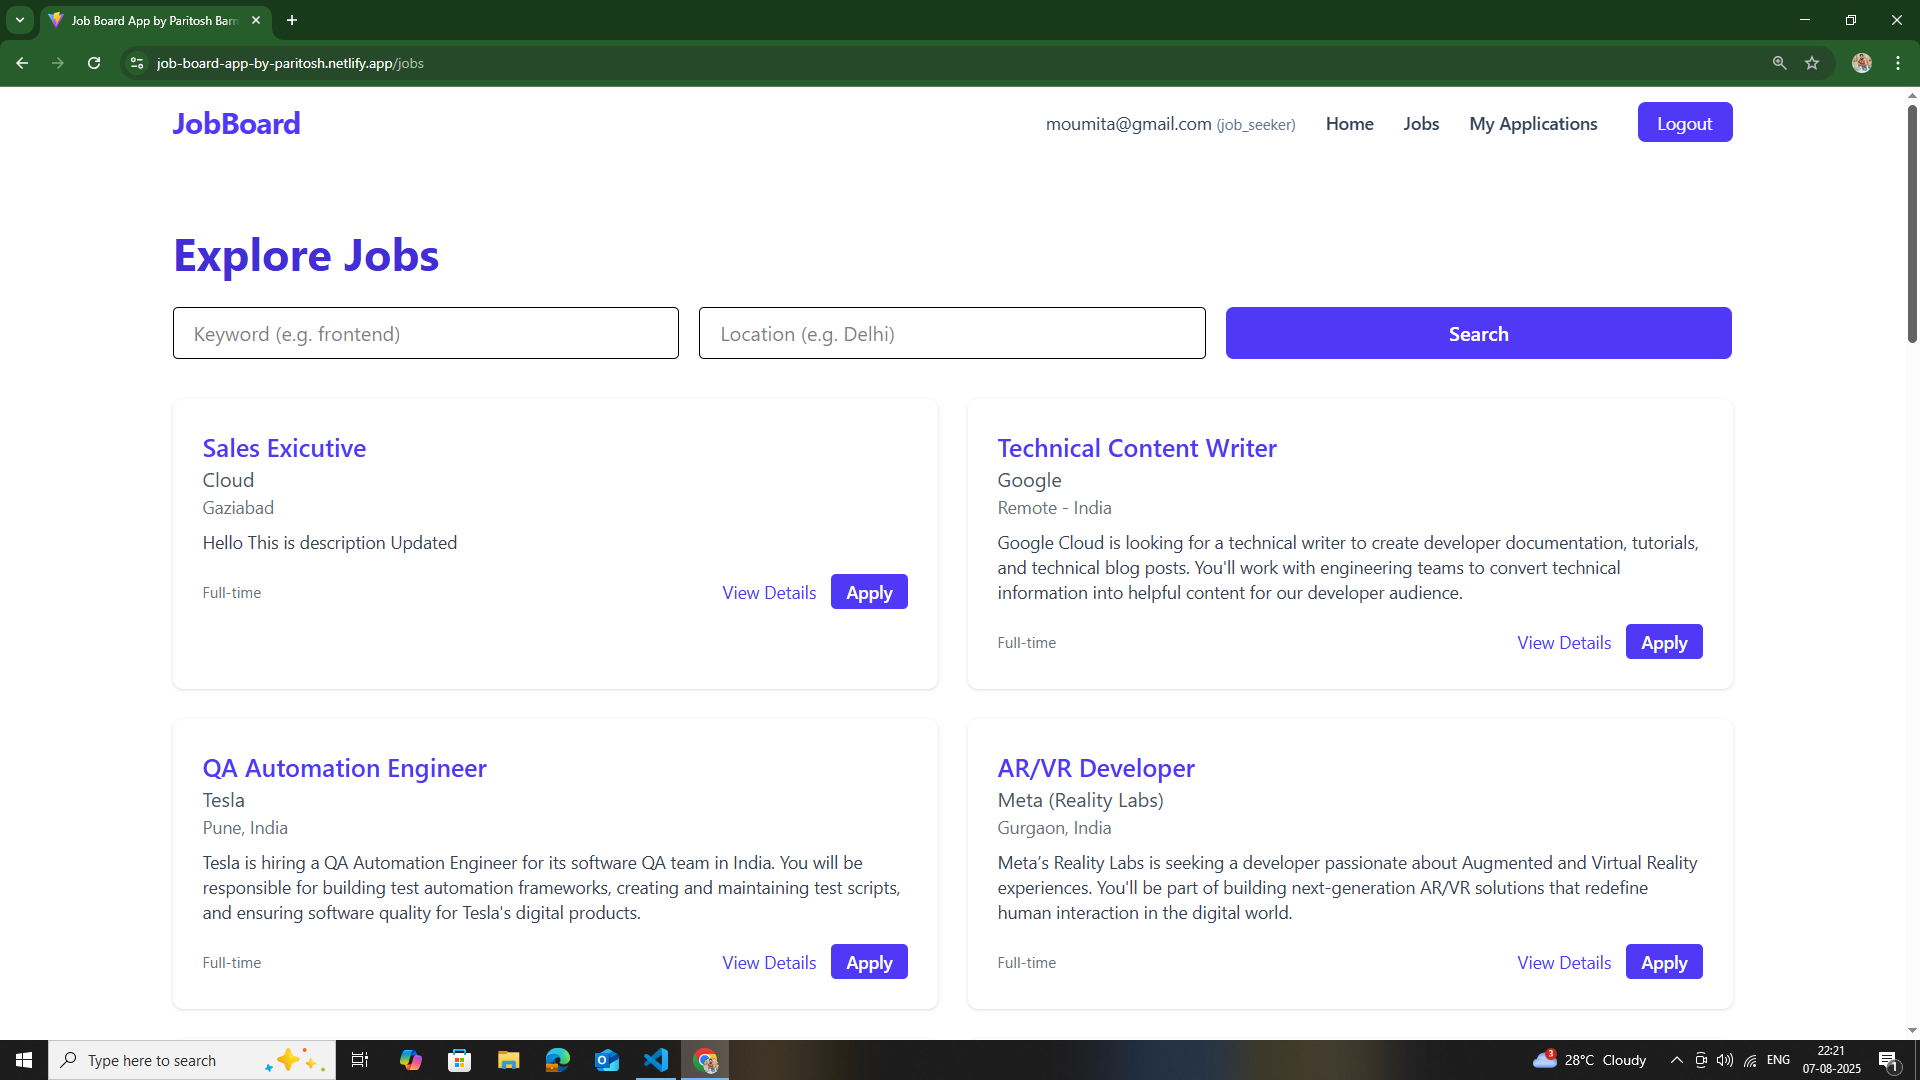 Job Board App by Paritosh Barn
job-board-app-by-paritosh.netlify.app/jobs
JobBoard
moumita@gmail.com (job_seeker)
Home
Jobs
My Applications
Logout
Explore Jobs
Keyword (e.g. frontend)
Location (e.g. Delhi)
Search
Sales Exicutive
Cloud
Gaziabad
Hello This is description Updated
Full-time
View Details
Apply
Technical Content Writer
Google
Remote - India
Google Cloud is looking for a technical writer to create developer documentation, tutorials,
and technical blog posts. You'll work with engineering teams to convert technical
information into helpful content for our developer audience.
Full-time
View Details
Apply
QA Automation Engineer
Tesla
Pune, India
Tesla is hiring a QA Automation Engineer for its software QA team in India. You will be
responsible for building test automation frameworks, creating and maintaining test scripts,
and ensuring software quality for Tesla's digital products.
Full-time
View Details
Apply
AR/VR Developer
Meta (Reality Labs)
Gurgaon, India
Meta’s Reality Labs is seeking a developer passionate about Augmented and Virtual Reality
experiences. You'll be part of building next-generation AR/VR solutions that redefine
human interaction in the digital world.
Full-time
View Details
Apply
Type here to search
3
28°C Cloudy
ENG
22:21
07-08-2025
1